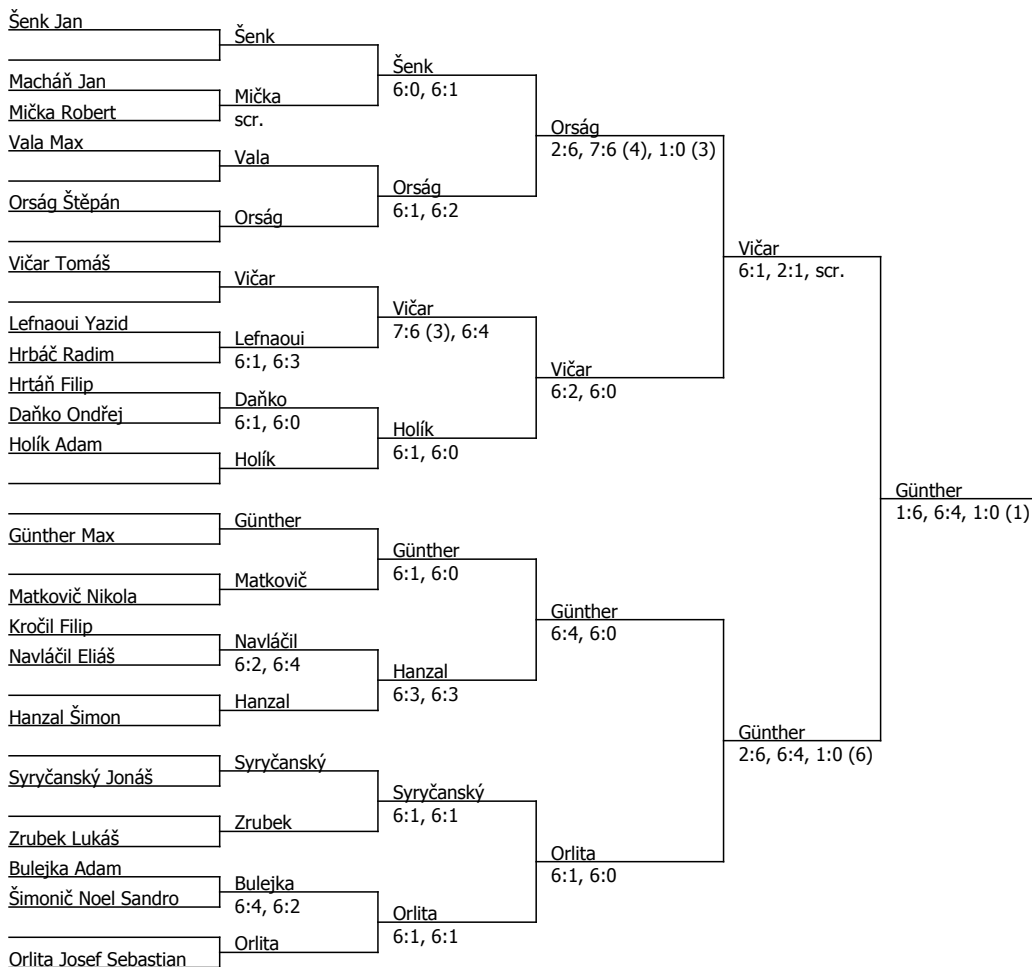 Šenk Jan
Macháň Jan
Mička Robert
Vala Max
Orság Štěpán
Vičar Tomáš
Lefnaoui Yazid
Hrbáč Radim
Hrtáň Filip
Daňko Ondřej
Holík Adam
Günther Max
Matkovič Nikola
Kročil Filip
Navláčil Eliáš
Hanzal Šimon
Syryčanský Jonáš
Zrubek Lukáš
Bulejka Adam
Šimonič Noel Sandro
Orlita Josef Sebastian
Šenk
Mička
scr.
Vala
Orság
Vičar
Lefnaoui
6:1, 6:3
Daňko
6:1, 6:0
Holík
Günther
Matkovič
Navláčil
6:2, 6:4
Hanzal
Syryčanský
Zrubek
Bulejka
6:4, 6:2
Orlita
Šenk
6:0, 6:1
Orság
6:1, 6:2
Vičar
7:6 (3), 6:4
Holík
6:1, 6:0
Günther
6:1, 6:0
Hanzal
6:3, 6:3
Syryčanský
6:1, 6:1
Orlita
6:1, 6:1
Orság
2:6, 7:6 (4), 1:0 (3)
Vičar
6:2, 6:0
Günther
6:4, 6:0
Orlita
6:1, 6:0
Vičar
6:1, 2:1, scr.
Günther
2:6, 6:4, 1:0 (6)
Günther
1:6, 6:4, 1:0 (1)